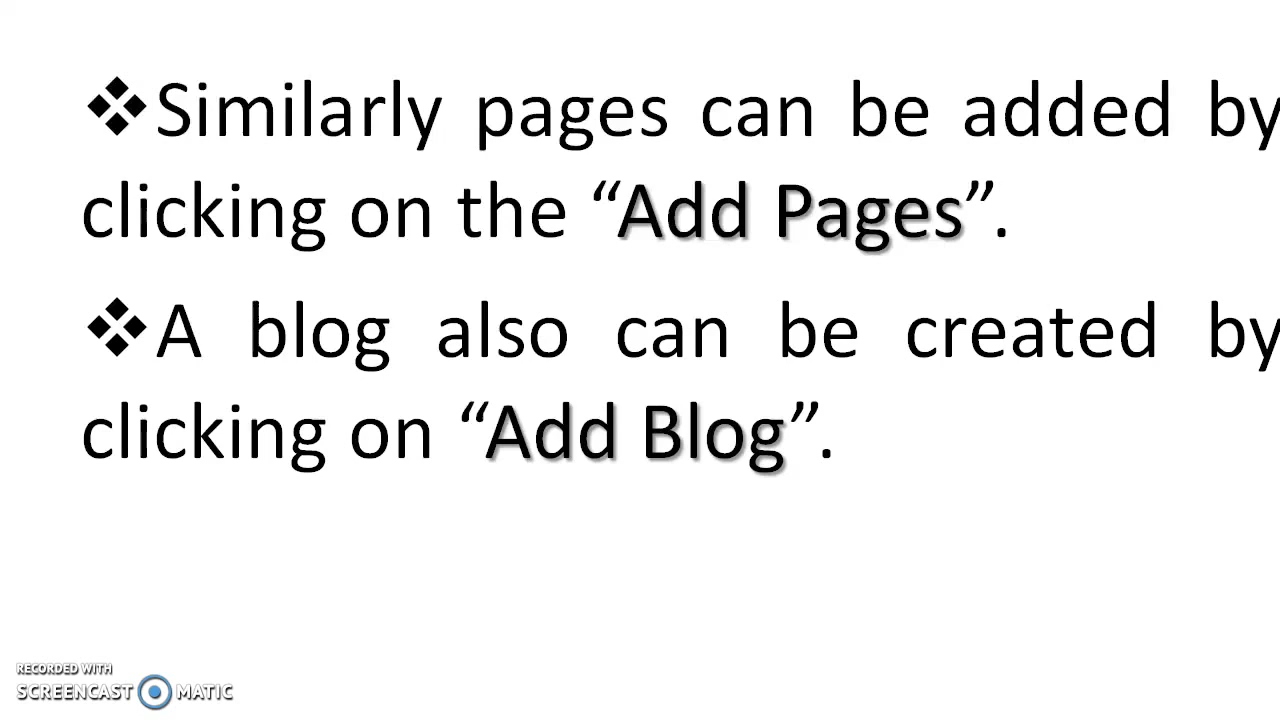 ❖Similarly pages can be added by
clicking on the “Add Pages”.
❖A blog also can be created by
clicking on “Add Blog”.
RECORDED WITH
SCREENCAST MATIC